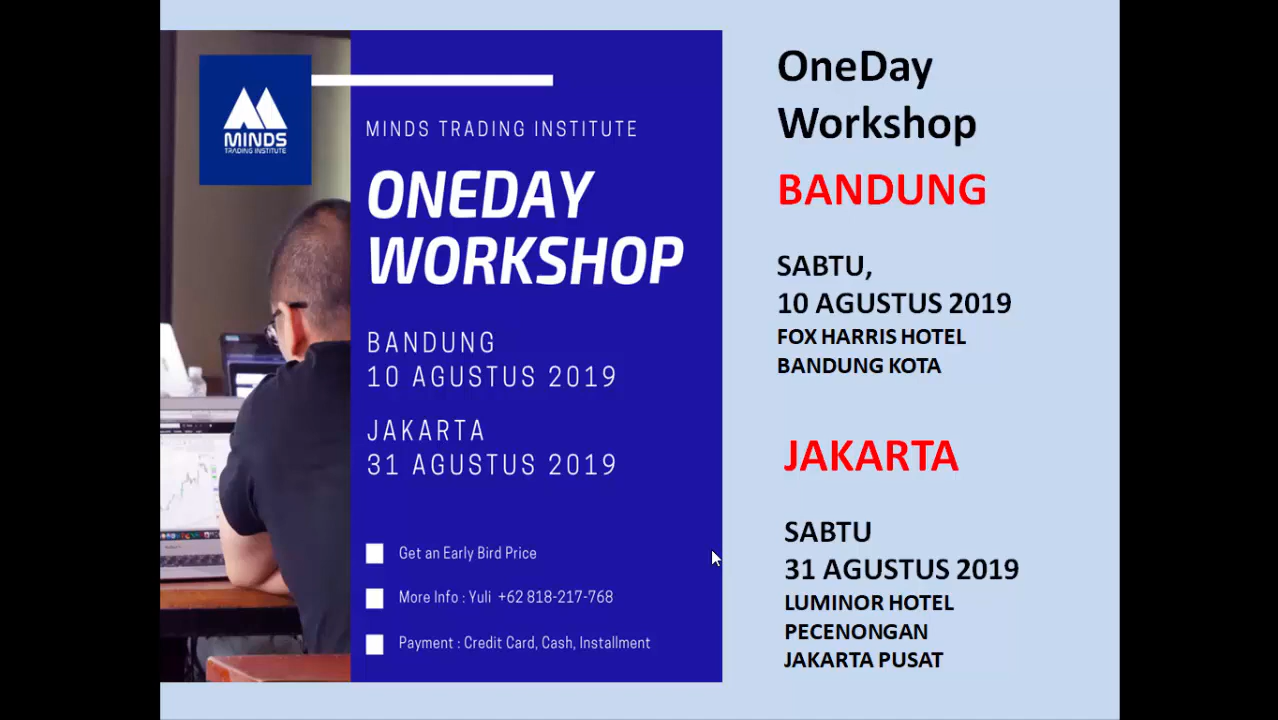 MINDS
TRADING INSTITUTE
MINDS TRADING INSTITUTE
ONEDAY
WORKSHOP
BANDUNG
10 AGUSTUS 2019
JAKARTA
31 AGUSTUS 2019
Get an Early Bird Price
More Info : Yuli +62 818-217-768
Payment : Credit Card, Cash, Installment
OneDay
Workshop
BANDUNG
SABTU,
10 AGUSTUS 2019
FOX HARRIS HOTEL
BANDUNG KOTA
JAKARTA
SABTU
31 AGUSTUS 2019
LUMINOR HOTEL
PECENONGAN
JAKARTA PUSAT